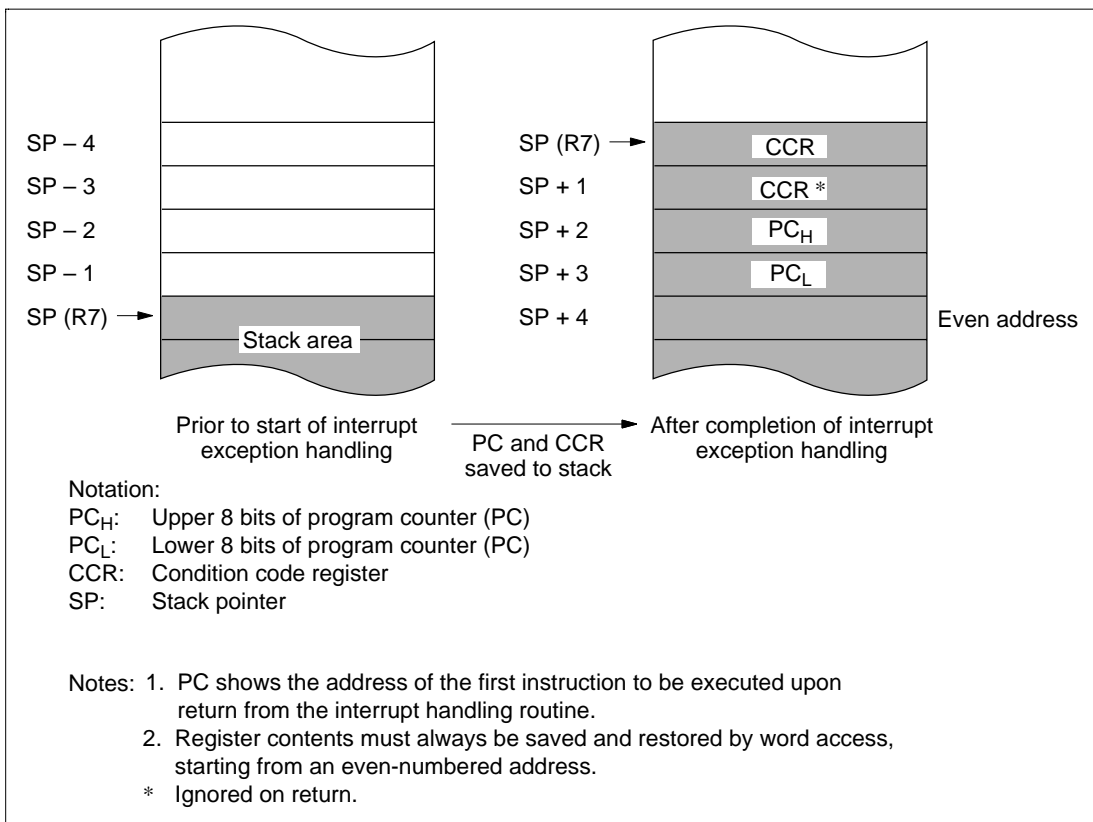 SP – 4
SP – 3
SP – 2
SP – 1
SP (R7)
Stack area
SP (R7)
SP + 1
SP + 2
SP + 3
SP + 4
CCR
CCR *
PCH
PCL
Even address
Prior to start of interrupt
exception handling
PC and CCR
saved to stack
After completion of interrupt
exception handling
Notation:
PCH: Upper 8 bits of program counter (PC)
PCL: Lower 8 bits of program counter (PC)
CCR: Condition code register
SP: Stack pointer
Notes: 1. PC shows the address of the first instruction to be executed upon
return from the interrupt handling routine.
2. Register contents must always be saved and restored by word access,
starting from an even-numbered address.
* Ignored on return.